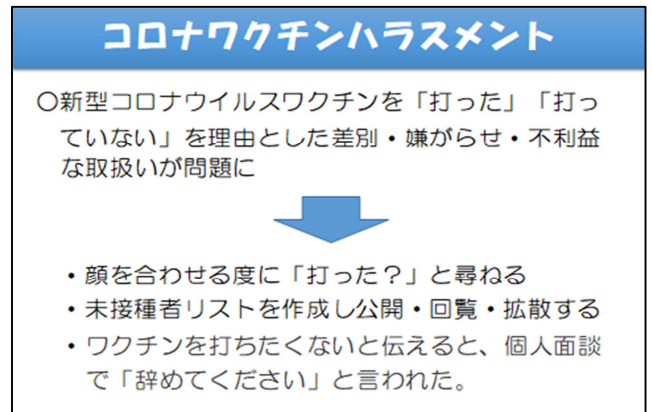 コロナワクチンハラスメント
〇新型コロナウイルスワクチンを「打った」「打っ
ていない」を理由とした差別・嫌がらせ・不利益
な取扱いが問題に
・顔を合わせる度に「打った？」と尋ねる
・未接種者リストを作成し公開・回覧・拡散する
・ワクチンを打ちたくないと伝えると、個人面談
で「辞めてください」と言われた。